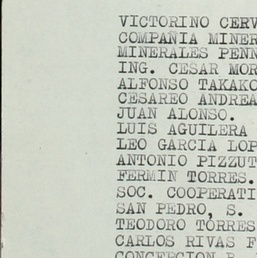 VICTORINO CERV
COMPAÑIA MINER
MINERALES PENN
ING. CESAR MOR
ALFONSO TAKAKO
CESAREO ANDREA
JUAN ALONSO.
LUIS AGUILERA
LEO GARCIA LOP
ANTONIO PIZZUT
FERMIN TORRES.
SOC. COOPERATI
SAN PEDRO, S.
TEODORO TORRES
CARLOS RIVAS F
CONCEPCION B.